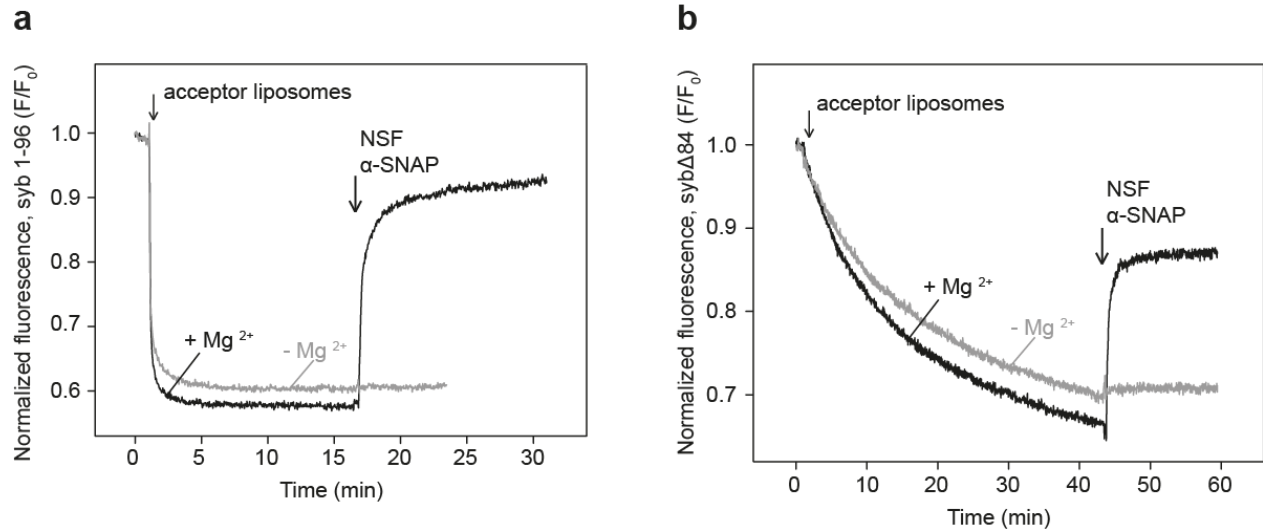 a
Normalized fluorescence, syb 1-96 (F/F₀)
acceptor liposomes
NSF
α-SNAP
1.0
0.9
0.8
0.7
0.6
+ Mg ²⁺
- Mg ²⁺
0 5 10 15 20 25 30
Time (min)
b
Normalized fluorescence, sybΔ84 (F/F₀)
acceptor liposomes
NSF
α-SNAP
1.0
0.9
0.8
0.7
+ Mg ²⁺
- Mg ²⁺
0 10 20 30 40 50 60
Time (min)